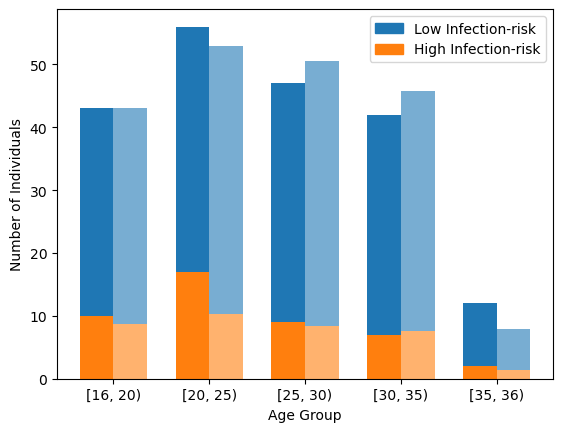 Low Infection-risk
High Infection-risk
50
40
30
20
10
0
Number of Individuals
[16, 20) [20, 25) [25, 30) [30, 35) [35, 36)
Age Group